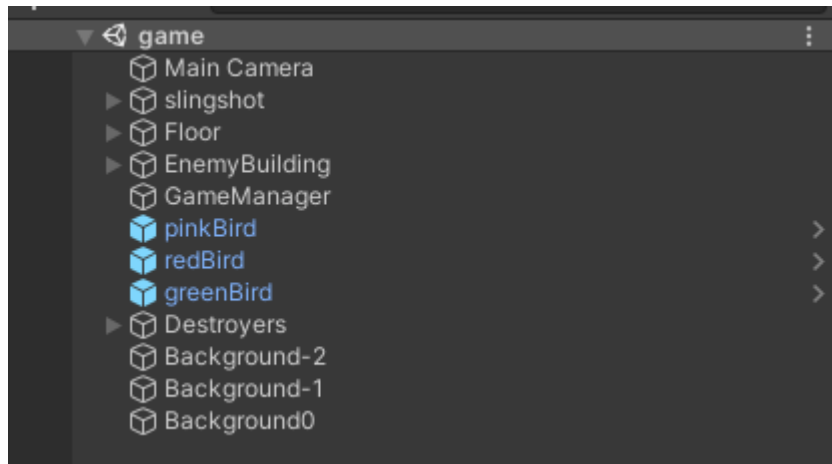 game
Main Camera
slingshot
Floor
EnemyBuilding
GameManager
pinkBird
redBird
greenBird
Destroyers
Background-2
Background-1
Background0